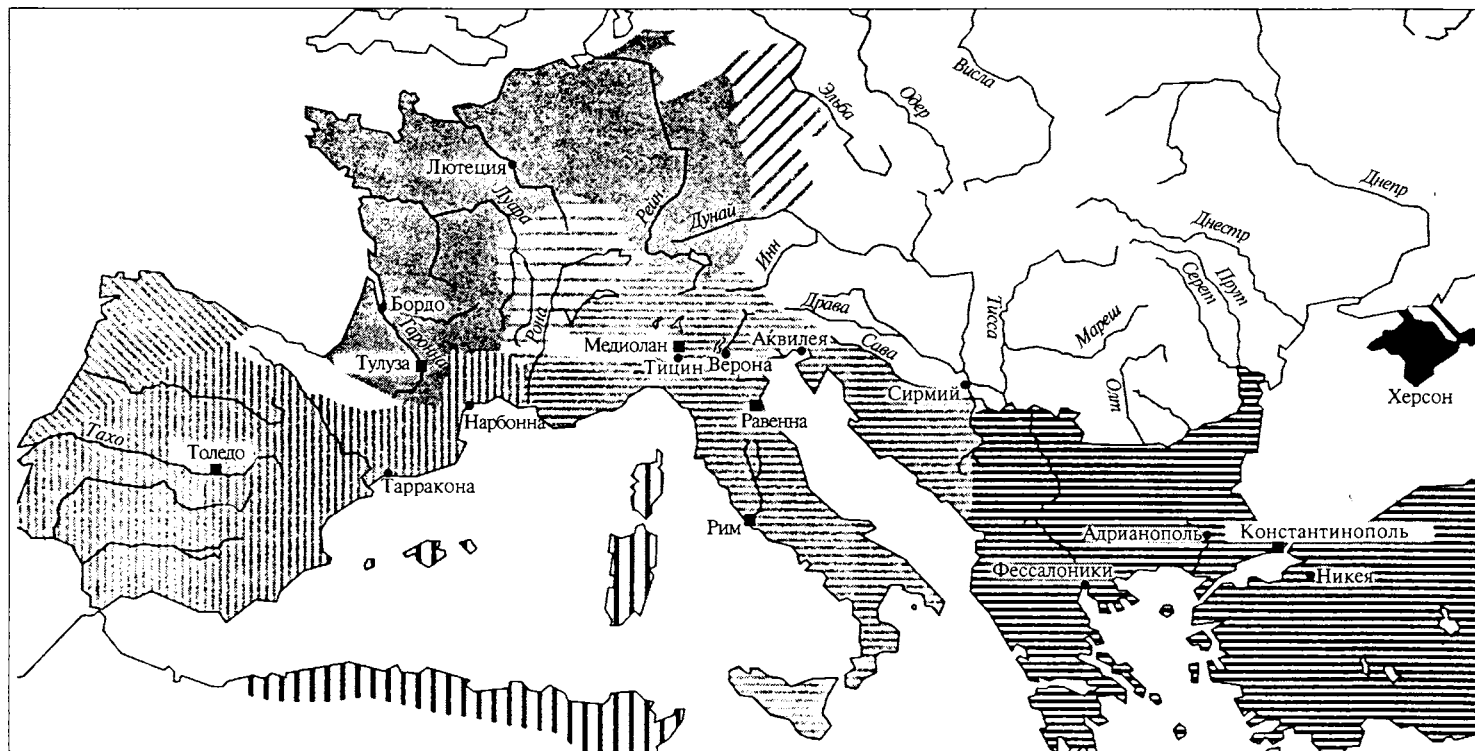 Висла
Эльба
Одер
Лютеция
Луара
Рейн
Дунай
Днепр
Днестр
Инн
Прут
Серет
Бордо
Гаронна
Рона
Драва
Тисса
Мареш
Медиолан
Аквилея
Сава
Тулуза
Тицин
Верона
Сирмий
Олт
Херсон
Нарбонна
Равенна
Тахо
Толедо
Тарракона
Рим
Адрианополь
Константинополь
Фессалоники
Никея